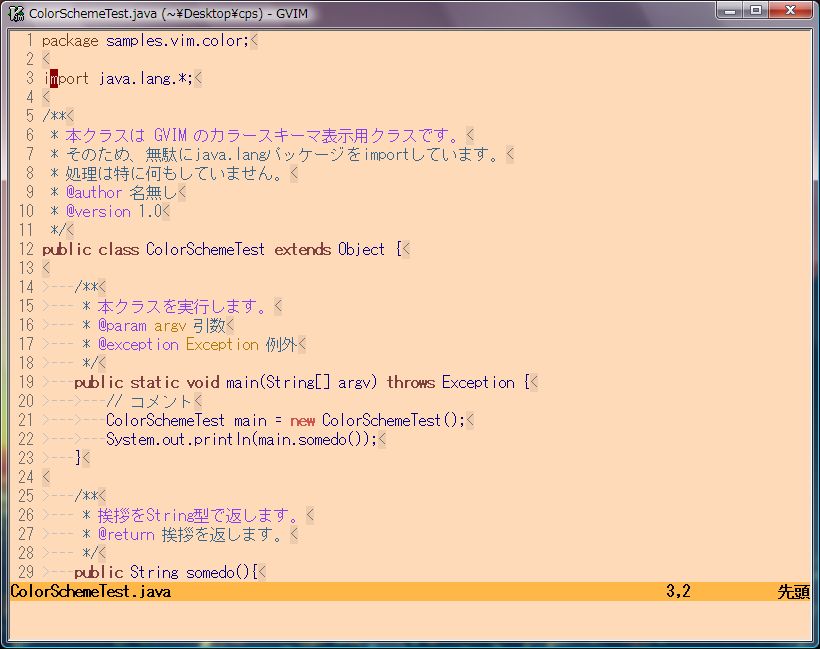 ColorSchemeTest.java (~¥Desktop¥cps) - GVIM
1 package samples.vim.color;<
2 <
3 import java.lang.*;<
4 <
5 /**<
6  * 本クラスは GVIM のカラースキーマ表示用クラスです。<
7  * そのため、無駄にjava.langパッケージをimportしています。<
8  * 処理は特に何もしていません。<
9  * @author 名無し<
10  * @version 1.0<
11  */<
12 public class ColorSchemeTest extends Object {<
13 <
14 >---/**<
15 >--- * 本クラスを実行します。<
16 >--- * @param argv 引数<
17 >--- * @exception Exception 例外<
18 >--- */<
19 >---public static void main(String[] argv) throws Exception {<
20 >--->---// コメント<
21 >--->---ColorSchemeTest main = new ColorSchemeTest();<
22 >--->---System.out.println(main.somedo());<
23 >---}<
24 <
25 >---/**<
26 >--- * 挨拶をString型で返します。<
27 >--- * @return 挨拶を返します。<
28 >--- */<
29 >---public String somedo(){<
ColorSchemeTest.java 3,2 先頭